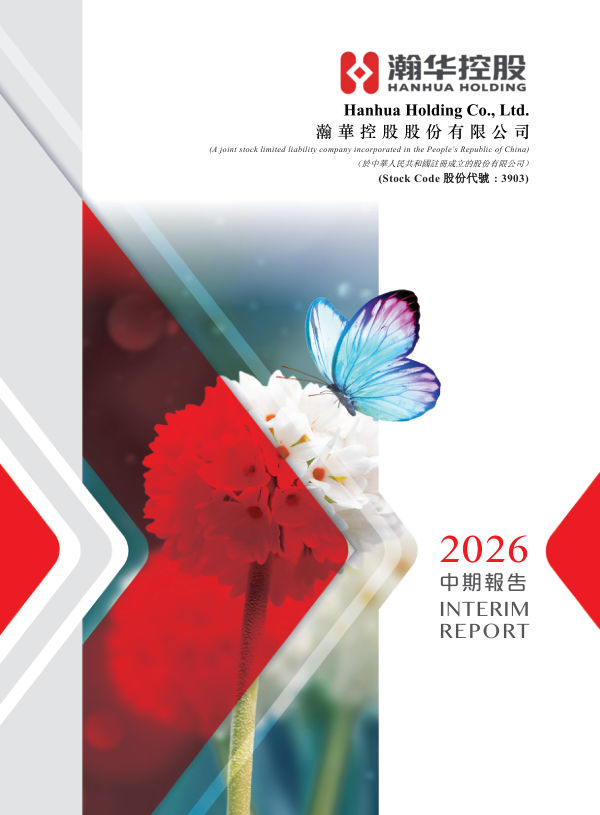 瀚华控股
HANHUA HOLDING
Hanhua Holding Co., Ltd.
瀚華控股股份有限公司
(A joint stock limited liability company incorporated in the People's Republic of China)
（於中華人民共和國註冊成立的股份有限公司）
(Stock Code 股份代號 : 3903)
2026
中期報告
INTERIM
REPORT